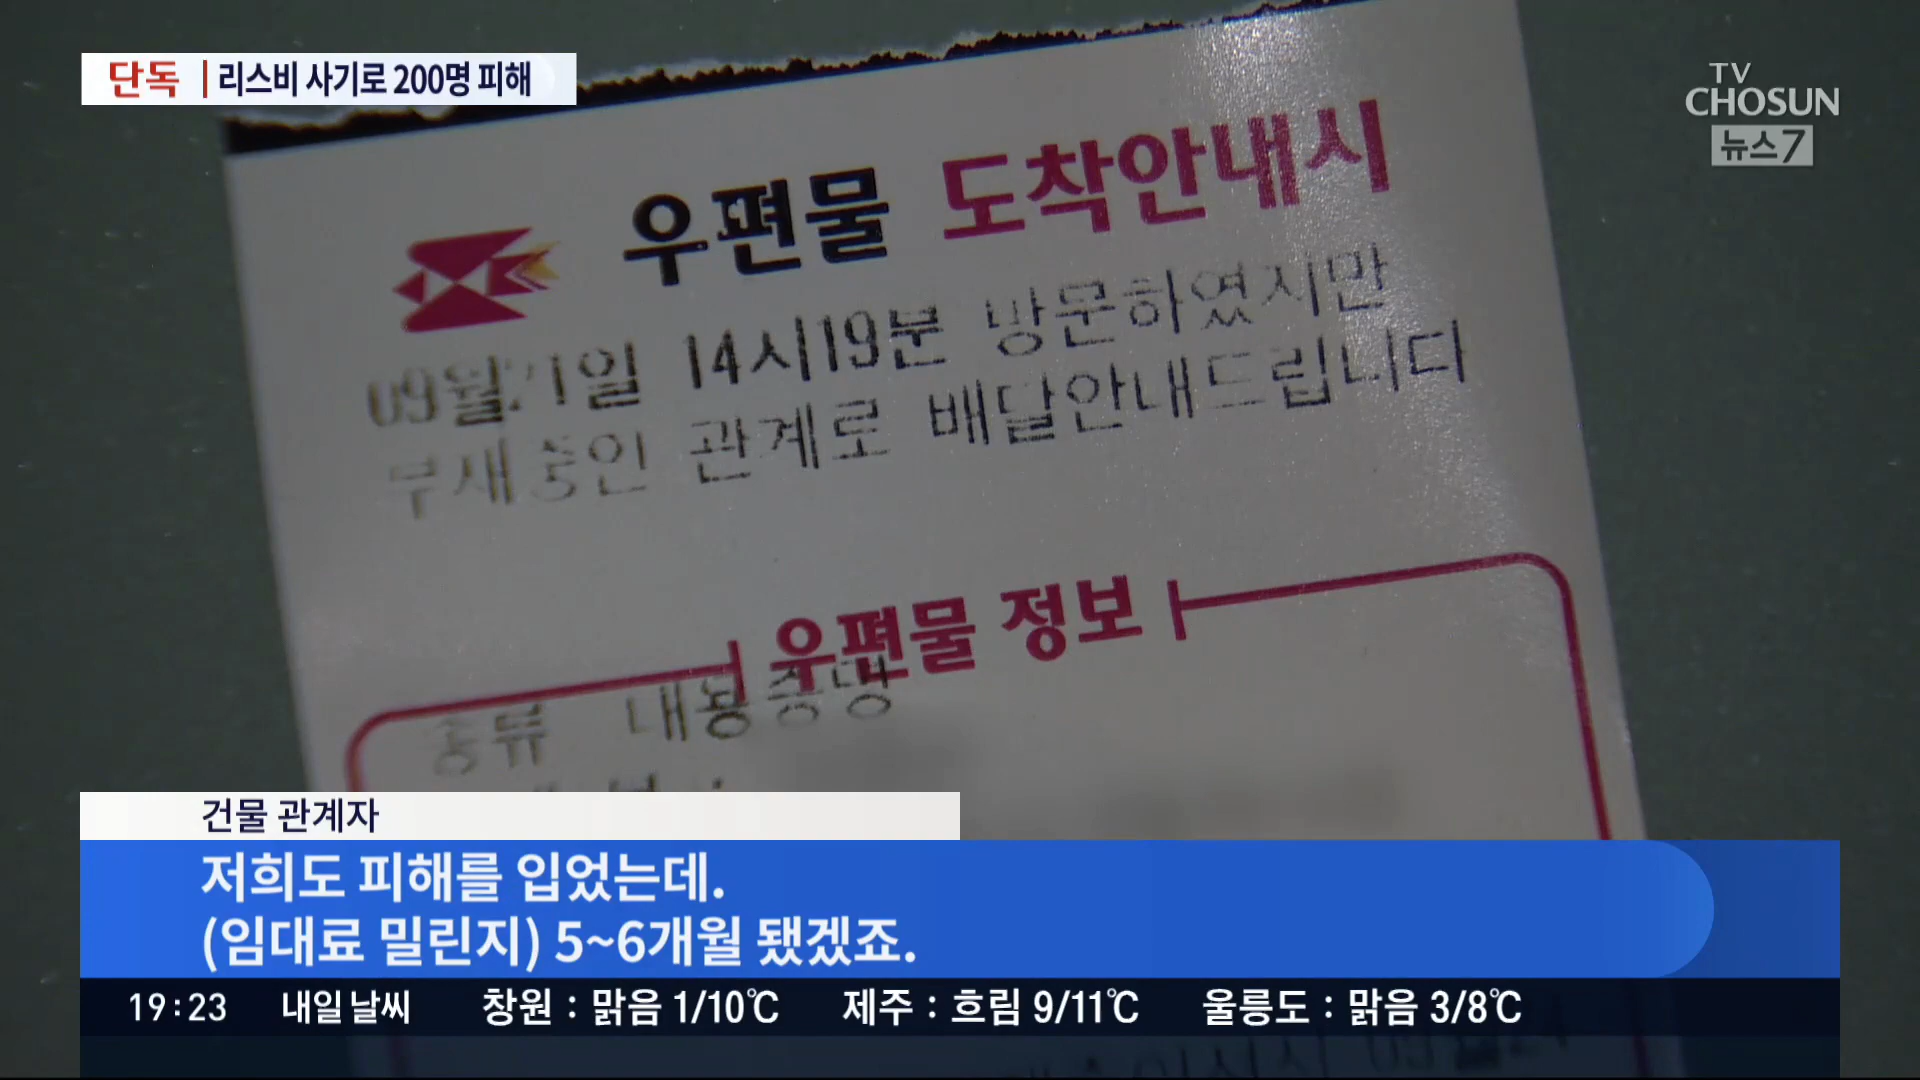 단독 | 리스비 사기로 200명 피해
TV
CHOSUN
뉴스7
우편물 도착안내시
09월21일 14시19분 방문하였지만
부재중인 관계로 배달안내드립니다
우편물 정보
종류 내용증명
건물 관계자
저희도 피해를 입었는데.
(임대료 밀린지) 5~6개월 됐겠죠.
19:23 내일 날씨 창원 : 맑음 1/10℃ 제주 : 흐림 9/11℃ 울릉도 : 맑음 3/8℃